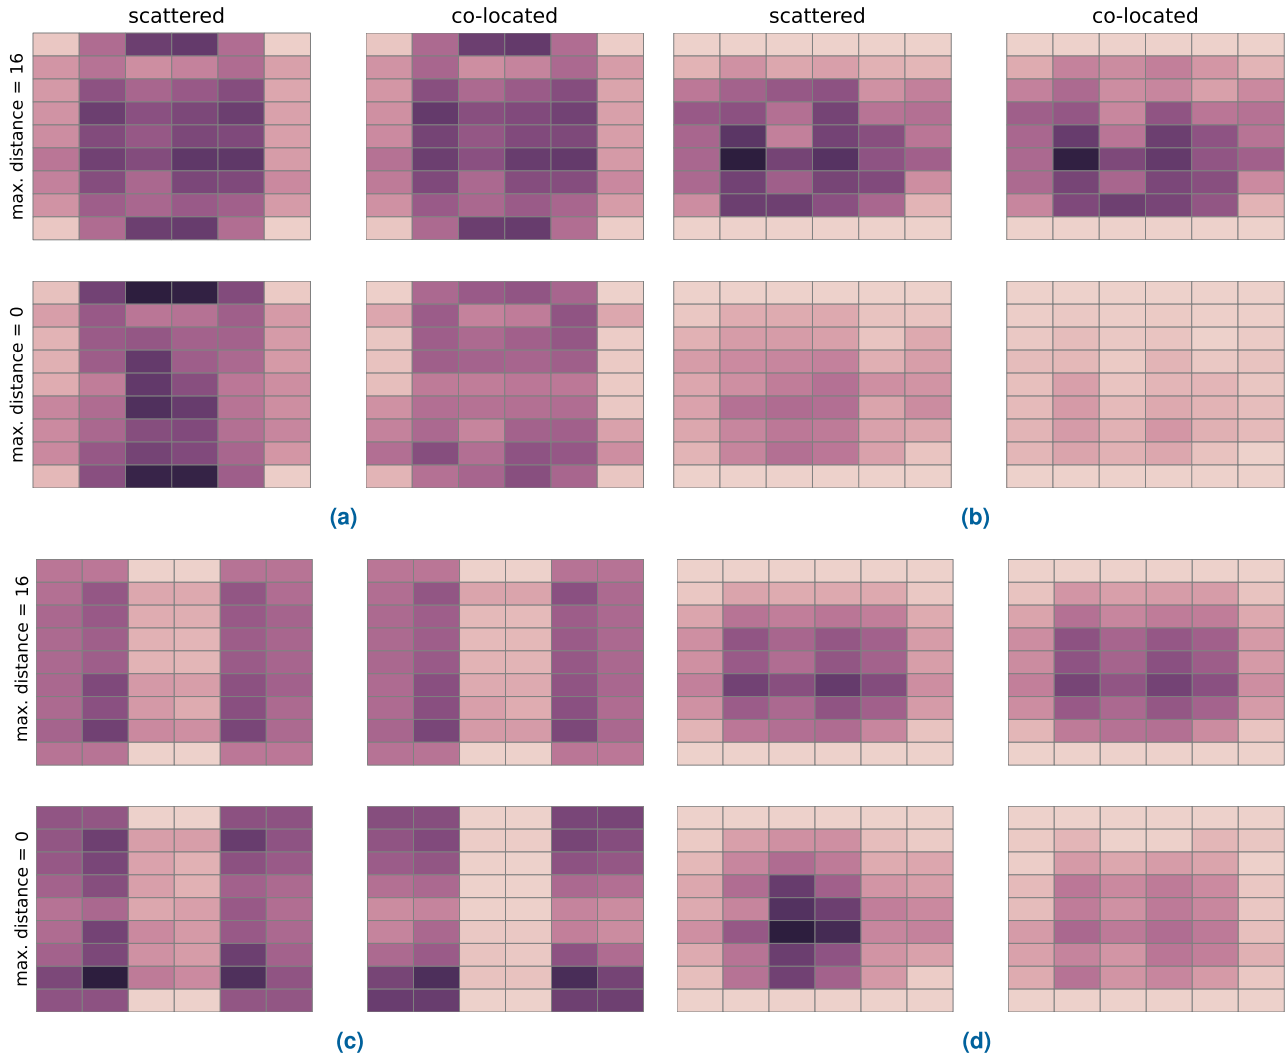 scattered
co-located
scattered
co-located
max. distance = 16
max. distance = 0
(a)
(b)
max. distance = 16
max. distance = 0
(c)
(d)